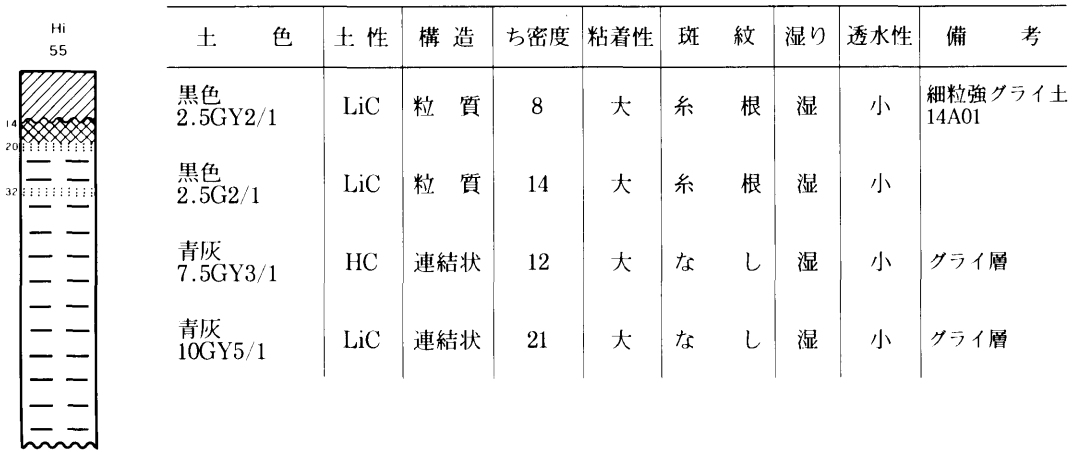 Hi
55
14
20
32
土 色 土 性 構 造 ち密度 粘着性 斑 紋 湿り 透水性 備 考
黒色
2.5GY2/1 LiC 粒 質 8 大 糸 根 湿 小 細粒強グライ土
14A01
黒色
2.5G2/1 LiC 粒 質 14 大 糸 根 湿 小
青灰
7.5GY3/1 HC 連結状 12 大 な し 湿 小 グライ層
青灰
10GY5/1 LiC 連結状 21 大 な し 湿 小 グライ層